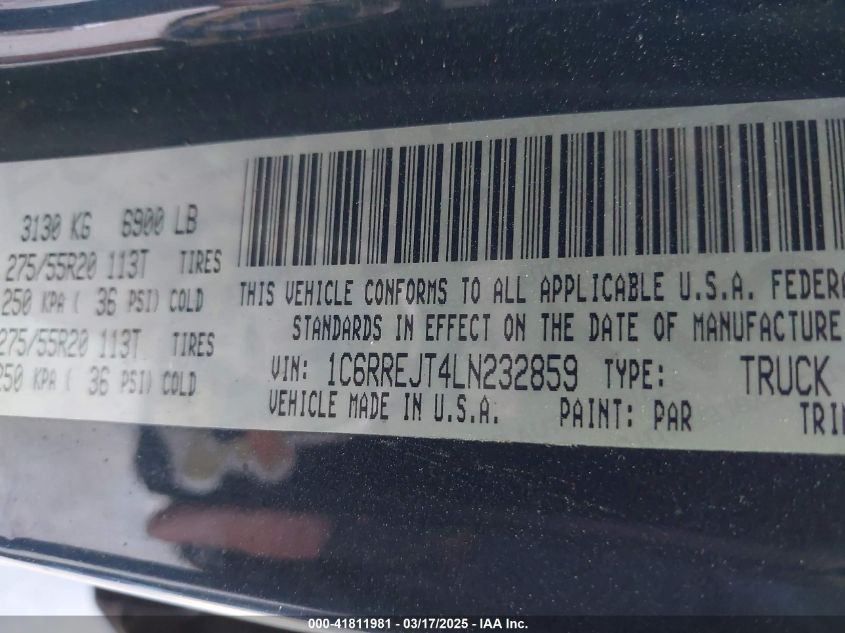 3130 KG 6900 LB
275/55R20 113T TIRES
250 KPA ( 36 PSI) COLD
275/55R20 113T TIRES
250 KPA ( 36 PSI) COLD
THIS VEHICLE CONFORMS TO ALL APPLICABLE U.S.A. FEDERA
STANDARDS IN EFFECT ON THE DATE OF MANUFACTURE
VIN: 1C6RREJT4LN232859 TYPE: TRUCK
VEHICLE MADE IN U.S.A. PAINT: PAR TRI
000-41811981 - 03/17/2025 - IAA Inc.